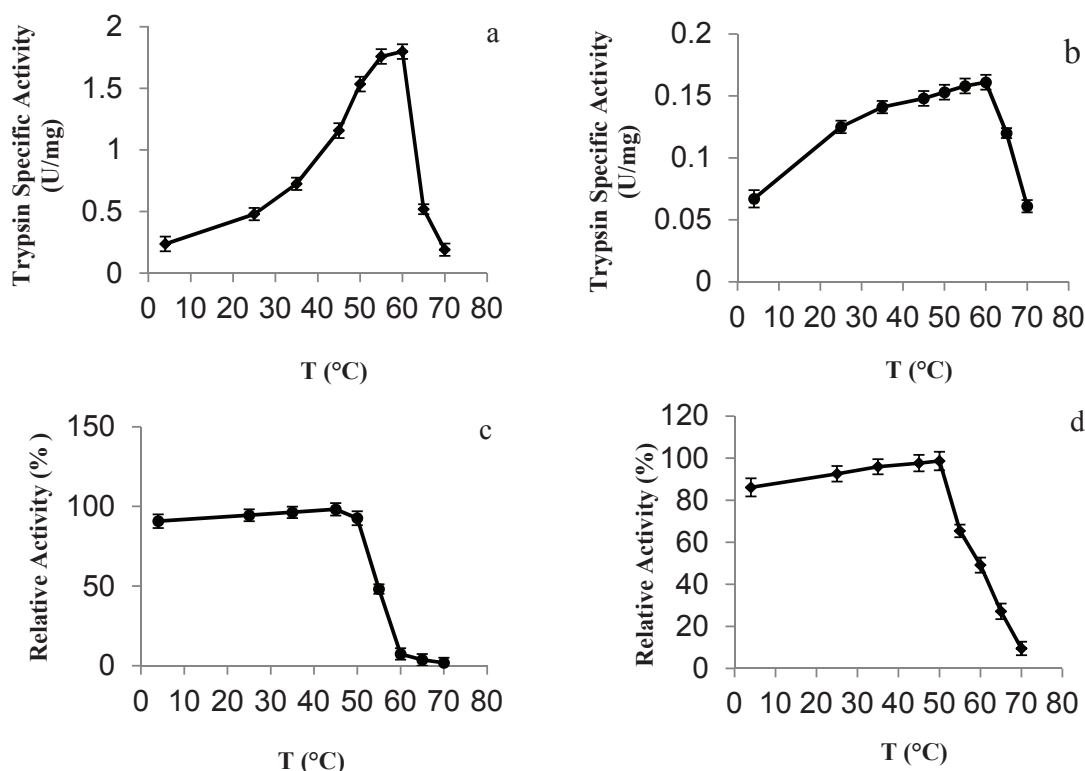 a
Trypsin Specific Activity
(U/mg)
2
1.5
1
0.5
0
0 10 20 30 40 50 60 70 80
T (°C)
b
Trypsin Specific Activity
(U/mg)
0.2
0.15
0.1
0.05
0
0 10 20 30 40 50 60 70 80
T (°C)
c
Relative Activity (% )
150
100
50
0
0 10 20 30 40 50 60 70 80
T (°C)
d
Relative Activity (%)
120
100
80
60
40
20
0
0 10 20 30 40 50 60 70 80
T (°C)